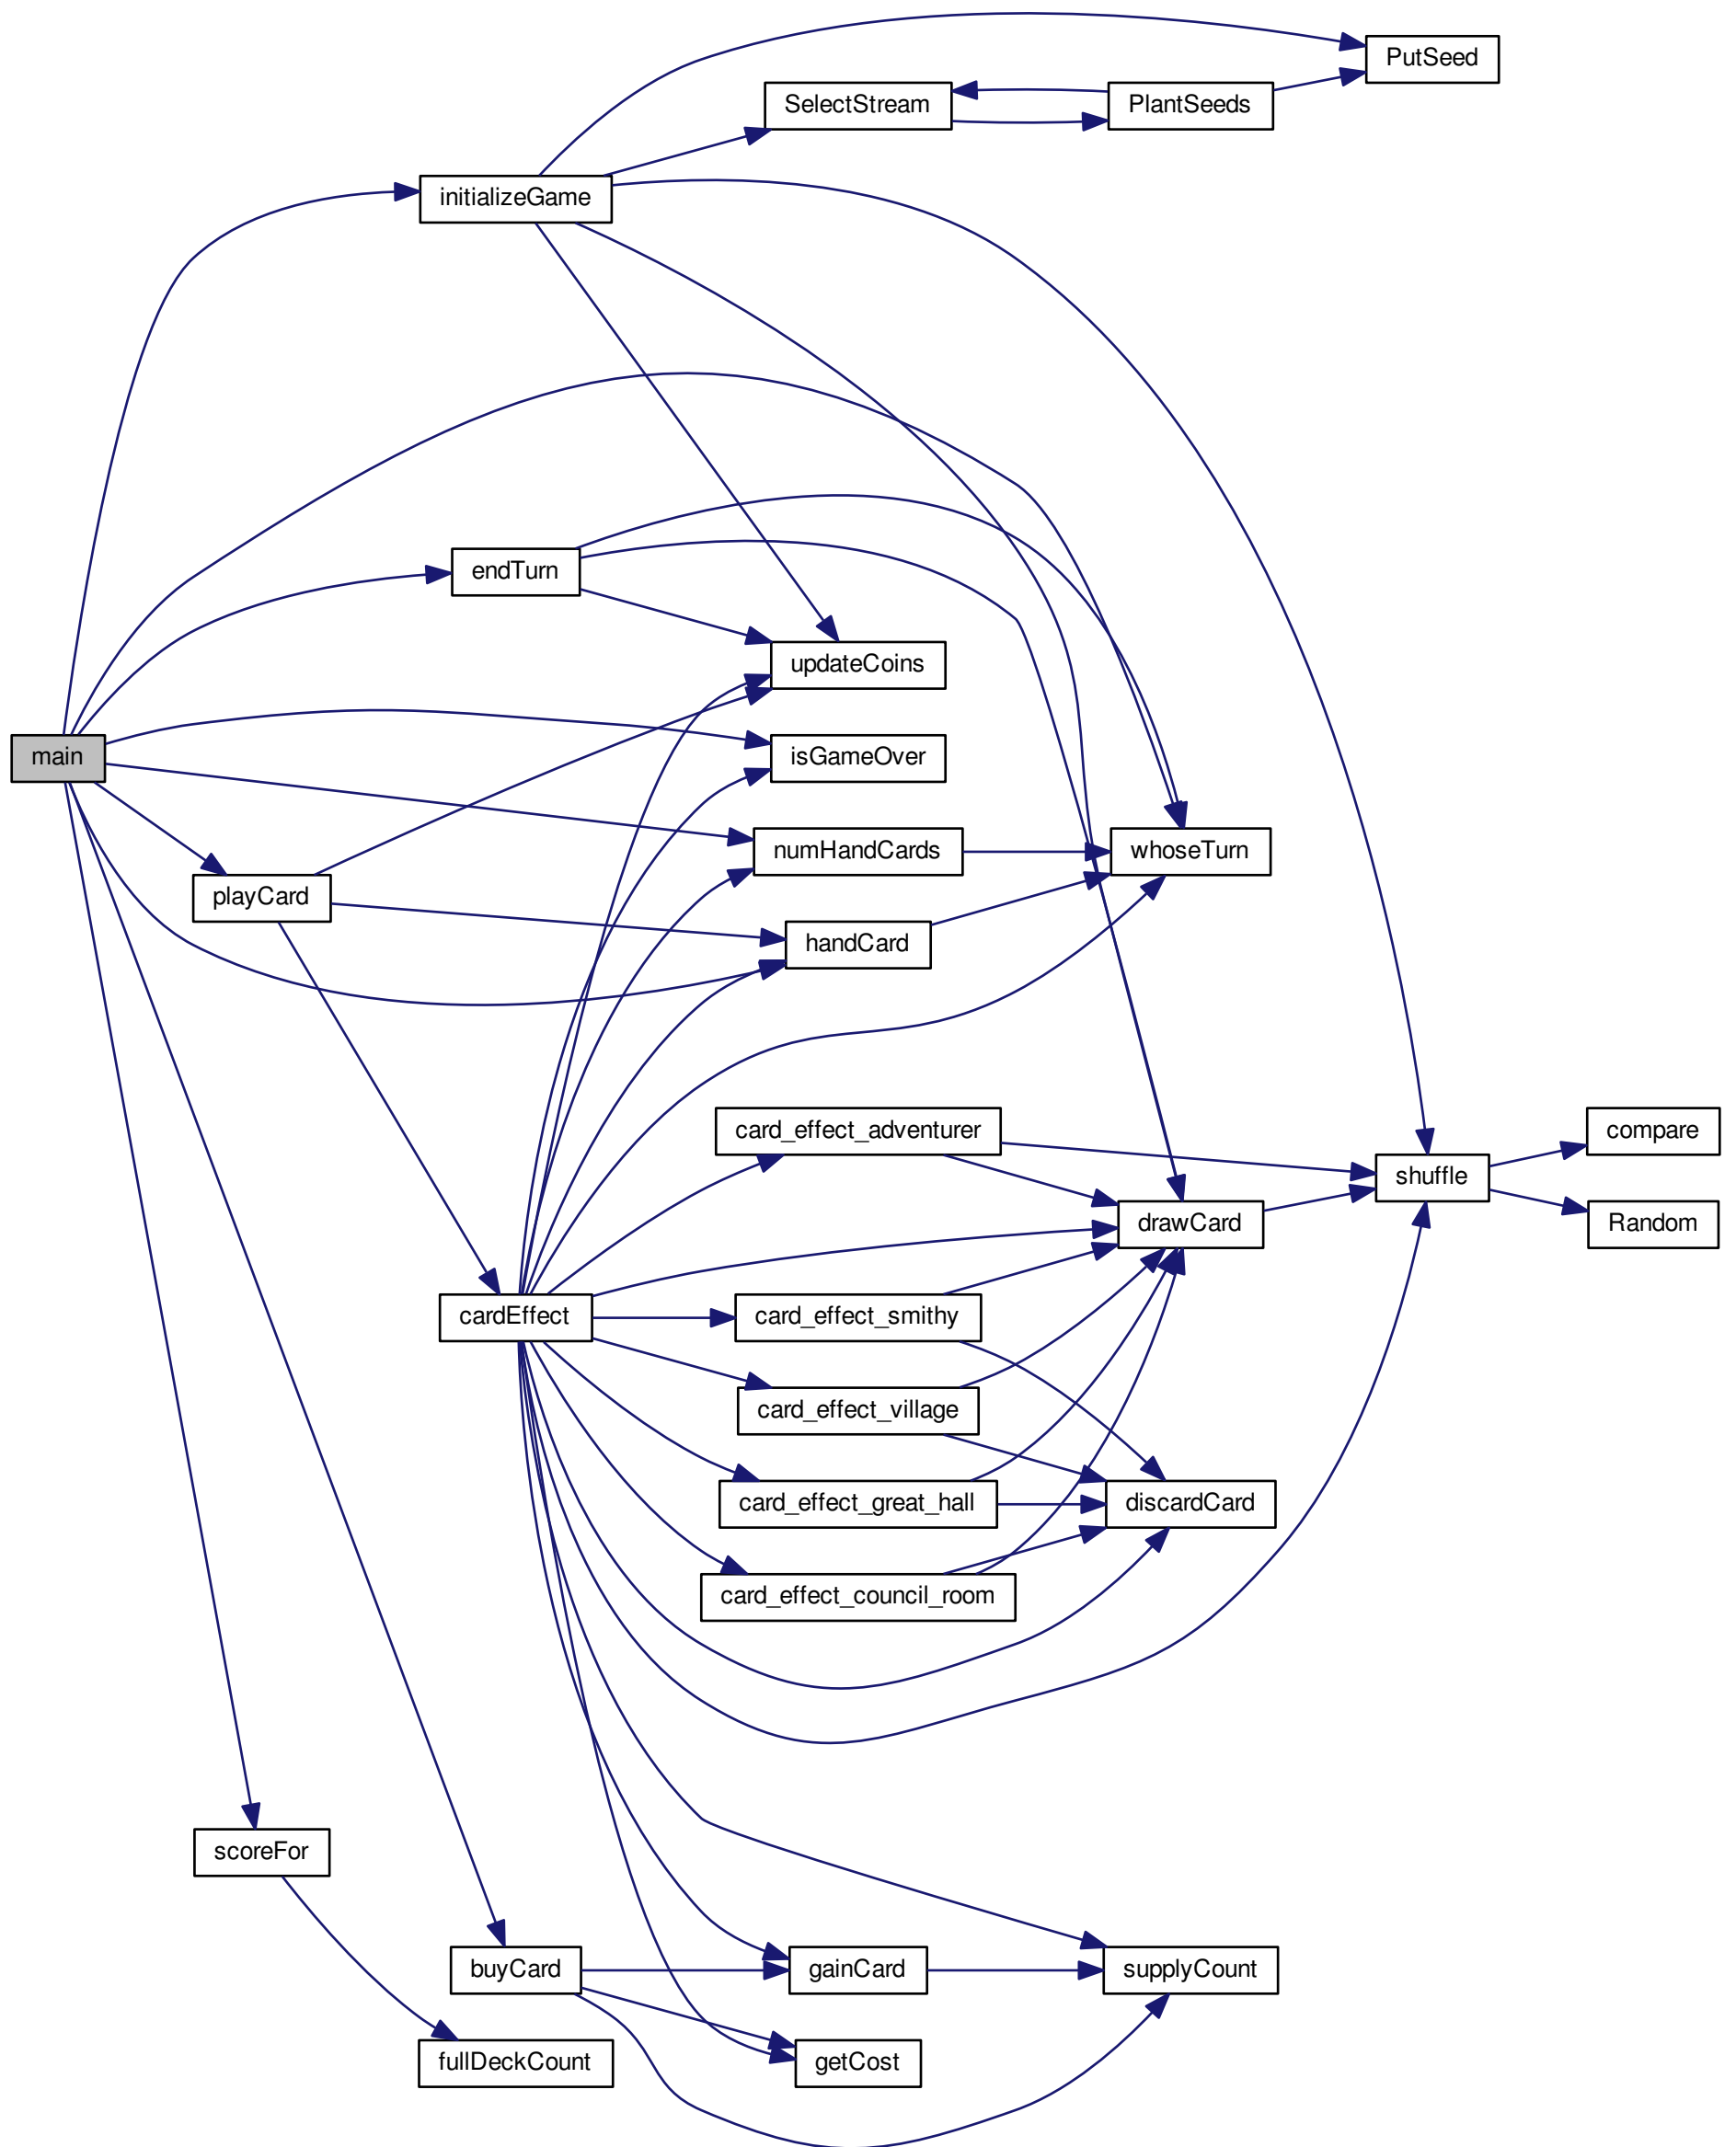 PutSeed
SelectStream
PlantSeeds
initializeGame
endTurn
updateCoins
main
isGameOver
numHandCards
whoseTurn
playCard
handCard
card_effect_adventurer
compare
shuffle
drawCard
Random
cardEffect
card_effect_smithy
card_effect_village
card_effect_great_hall
discardCard
card_effect_council_room
scoreFor
buyCard
gainCard
supplyCount
fullDeckCount
getCost